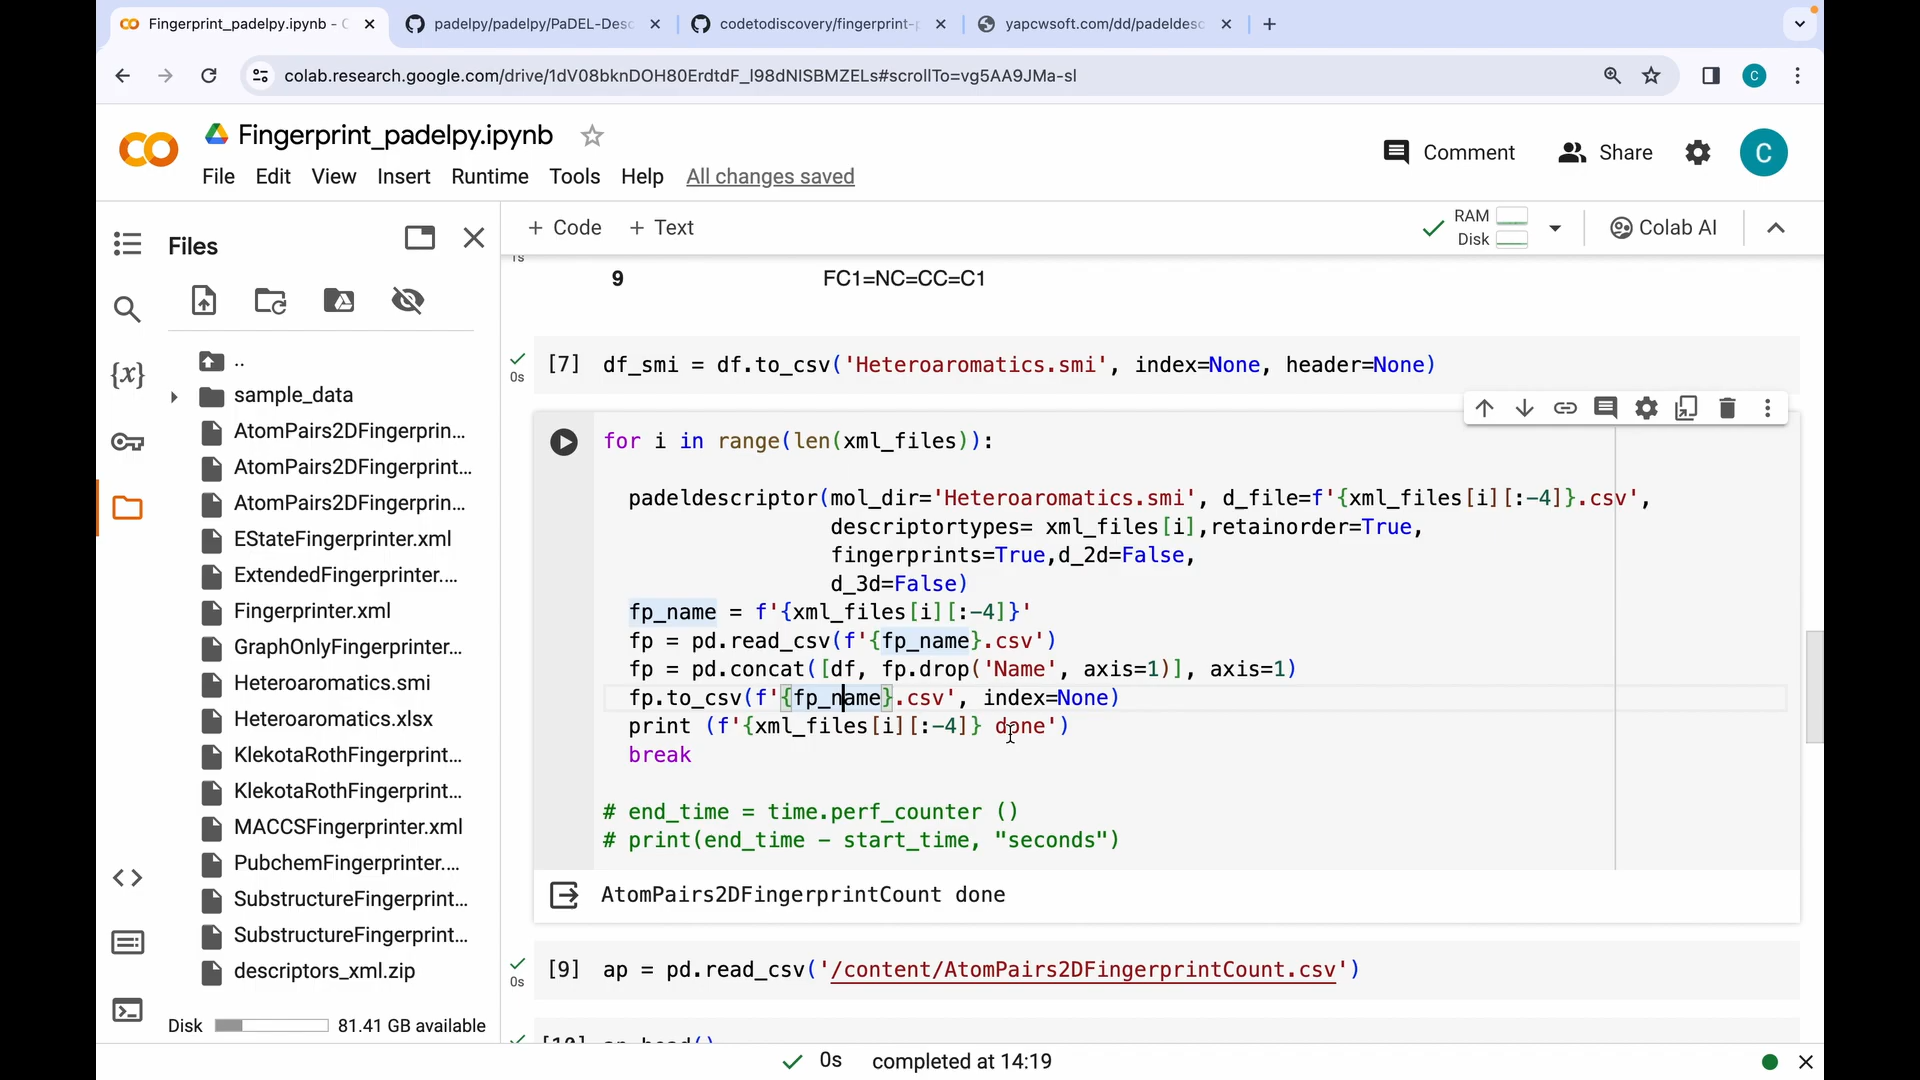 Fingerprint_padelpy.ipynb - C
padelpy/padelpy/PaDEL-Desc
codetodiscovery/fingerprint-p
yapcwsoft.com/dd/padeldesc
colab.research.google.com/drive/1dV08bknDOH80ErdtdF_l98dNISBMZELs#scrollTo=vg5AA9JMa-sl
C
Fingerprint_padelpy.ipynb
Comment
Share
C
File Edit View Insert Runtime Tools Help All changes saved
Files
+ Code + Text
RAM
Disk
Colab AI
1s
9 FC1=NC=CC=C1
..
sample_data
AtomPairs2DFingerprin...
AtomPairs2DFingerprint...
AtomPairs2DFingerprin...
EStateFingerprinter.xml
ExtendedFingerprinter....
Fingerprinter.xml
GraphOnlyFingerprinter...
Heteroaromatics.smi
Heteroaromatics.xlsx
KlekotaRothFingerprint...
KlekotaRothFingerprint...
MACCSFingerprinter.xml
PubchemFingerprinter....
SubstructureFingerprint...
SubstructureFingerprint...
descriptors_xml.zip
Disk 81.41 GB available
{x}
0s
[7] df_smi = df.to_csv('Heteroaromatics.smi', index=None, header=None)
for i in range(len(xml_files)):
padeldescriptor(mol_dir='Heteroaromatics.smi', d_file=f'{xml_files[i][:-4]}.csv',
descriptortypes= xml_files[i],retainorder=True,
fingerprints=True,d_2d=False,
d_3d=False)
fp_name = f'{xml_files[i][:-4]}'
fp = pd.read_csv(f'{fp_name}.csv')
fp = pd.concat([df, fp.drop('Name', axis=1)], axis=1)
fp.to_csv(f'{fp_name}.csv', index=None)
print (f'{xml_files[i][:-4]} done')
break
# end_time = time.perf_counter ()
# print(end_time - start_time, "seconds")
AtomPairs2DFingerprintCount done
0s
[9] ap = pd.read_csv('/content/AtomPairs2DFingerprintCount.csv')
[10] ap.head()
0s completed at 14:19